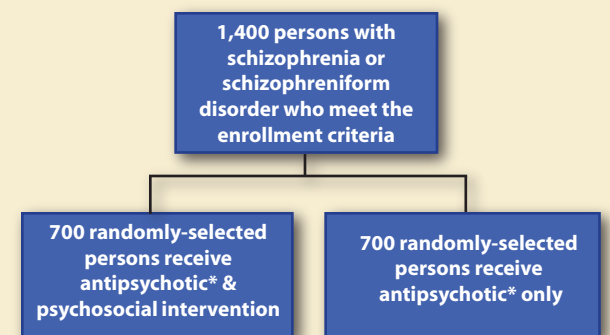 1,400 persons with
schizophrenia or
schizophreniform
disorder who meet the
enrollment criteria
700 randomly-selected
persons receive
antipsychotic* &
psychosocial intervention
700 randomly-selected
persons receive
antipsychotic* only